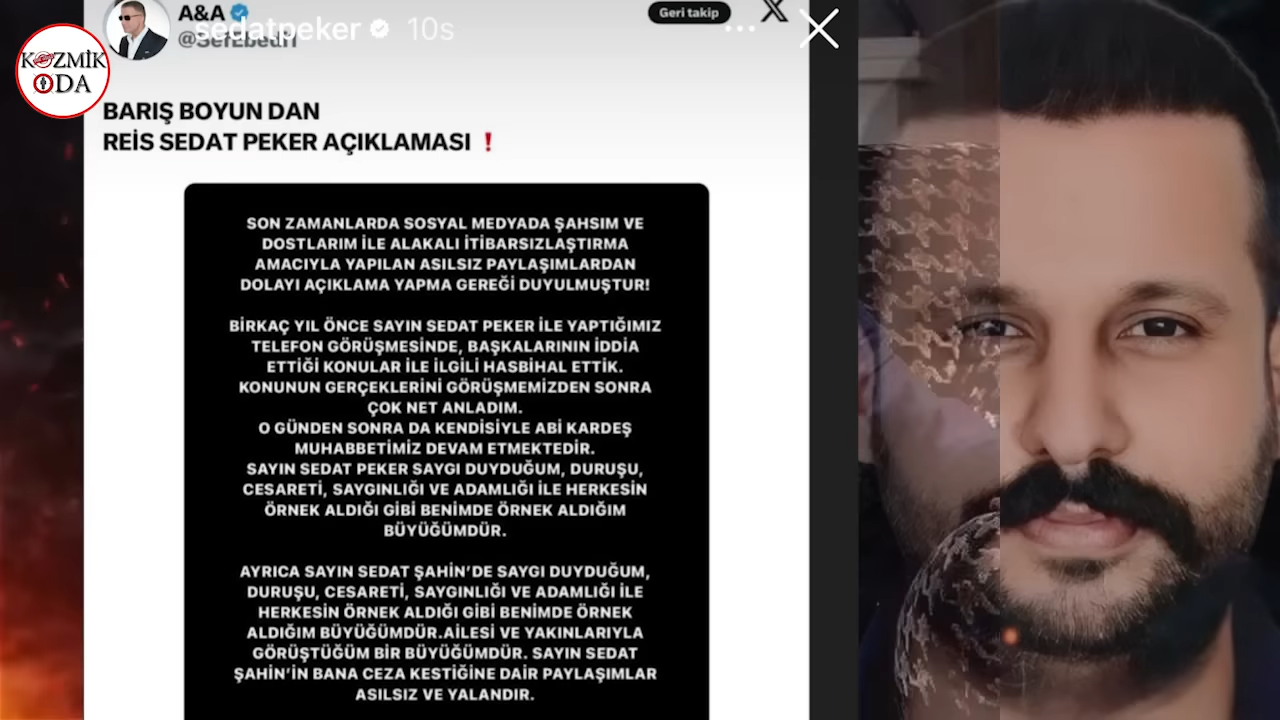 KOZMİK
ODA
A&A
sedatpeker 10s
Geri takip
X
BARIŞ BOYUN DAN
REİS SEDAT PEKER AÇIKLAMASI ❗
SON ZAMANLARDA SOSYAL MEDYADA ŞAHSIM VE
DOSTLARIM İLE ALAKALI İTİBARSIZLAŞTIRMA
AMACIYLA YAPILAN ASILSIZ PAYLAŞIMLARDAN
DOLAYI AÇIKLAMA YAPMA GEREĞİ DUYULMUŞTUR!
BİRKAÇ YIL ÖNCE SAYIN SEDAT PEKER İLE YAPTIĞIMIZ
TELEFON GÖRÜŞMESİNDE, BAŞKALARININ İDDİA
ETTİĞİ KONULAR İLE İLGİLİ HASBİHAL ETTİK.
KONUNUN GERÇEKLERİNİ GÖRÜŞMEMİZDEN SONRA
ÇOK NET ANLADIM.
O GÜNDEN SONRA DA KENDİSİYLE ABİ KARDEŞ
MUHABBETİMİZ DEVAM ETMEKTEDİR.
SAYIN SEDAT PEKER SAYGI DUYDUĞUM, DURUŞU,
CESARETİ, SAYGINLIĞI VE ADAMLIĞI İLE HERKESİN
ÖRNEK ALDIĞI GİBİ BENİMDE ÖRNEK ALDIĞIM
BÜYÜĞÜMDÜR.
AYRICA SAYIN SEDAT ŞAHİN'DE SAYGI DUYDUĞUM,
DURUŞU, CESARETİ, SAYGINLIĞI VE ADAMLIĞI İLE
HERKESİN ÖRNEK ALDIĞI GİBİ BENİMDE ÖRNEK
ALDIĞIM BÜYÜĞÜMDÜR.AİLESİ VE YAKINLARIYLA
GÖRÜŞTÜĞÜM BİR BÜYÜĞÜMDÜR. SAYIN SEDAT
ŞAHİN'İN BANA CEZA KESTİĞİNE DAİR PAYLAŞIMLAR
ASILSIZ VE YALANDIR.